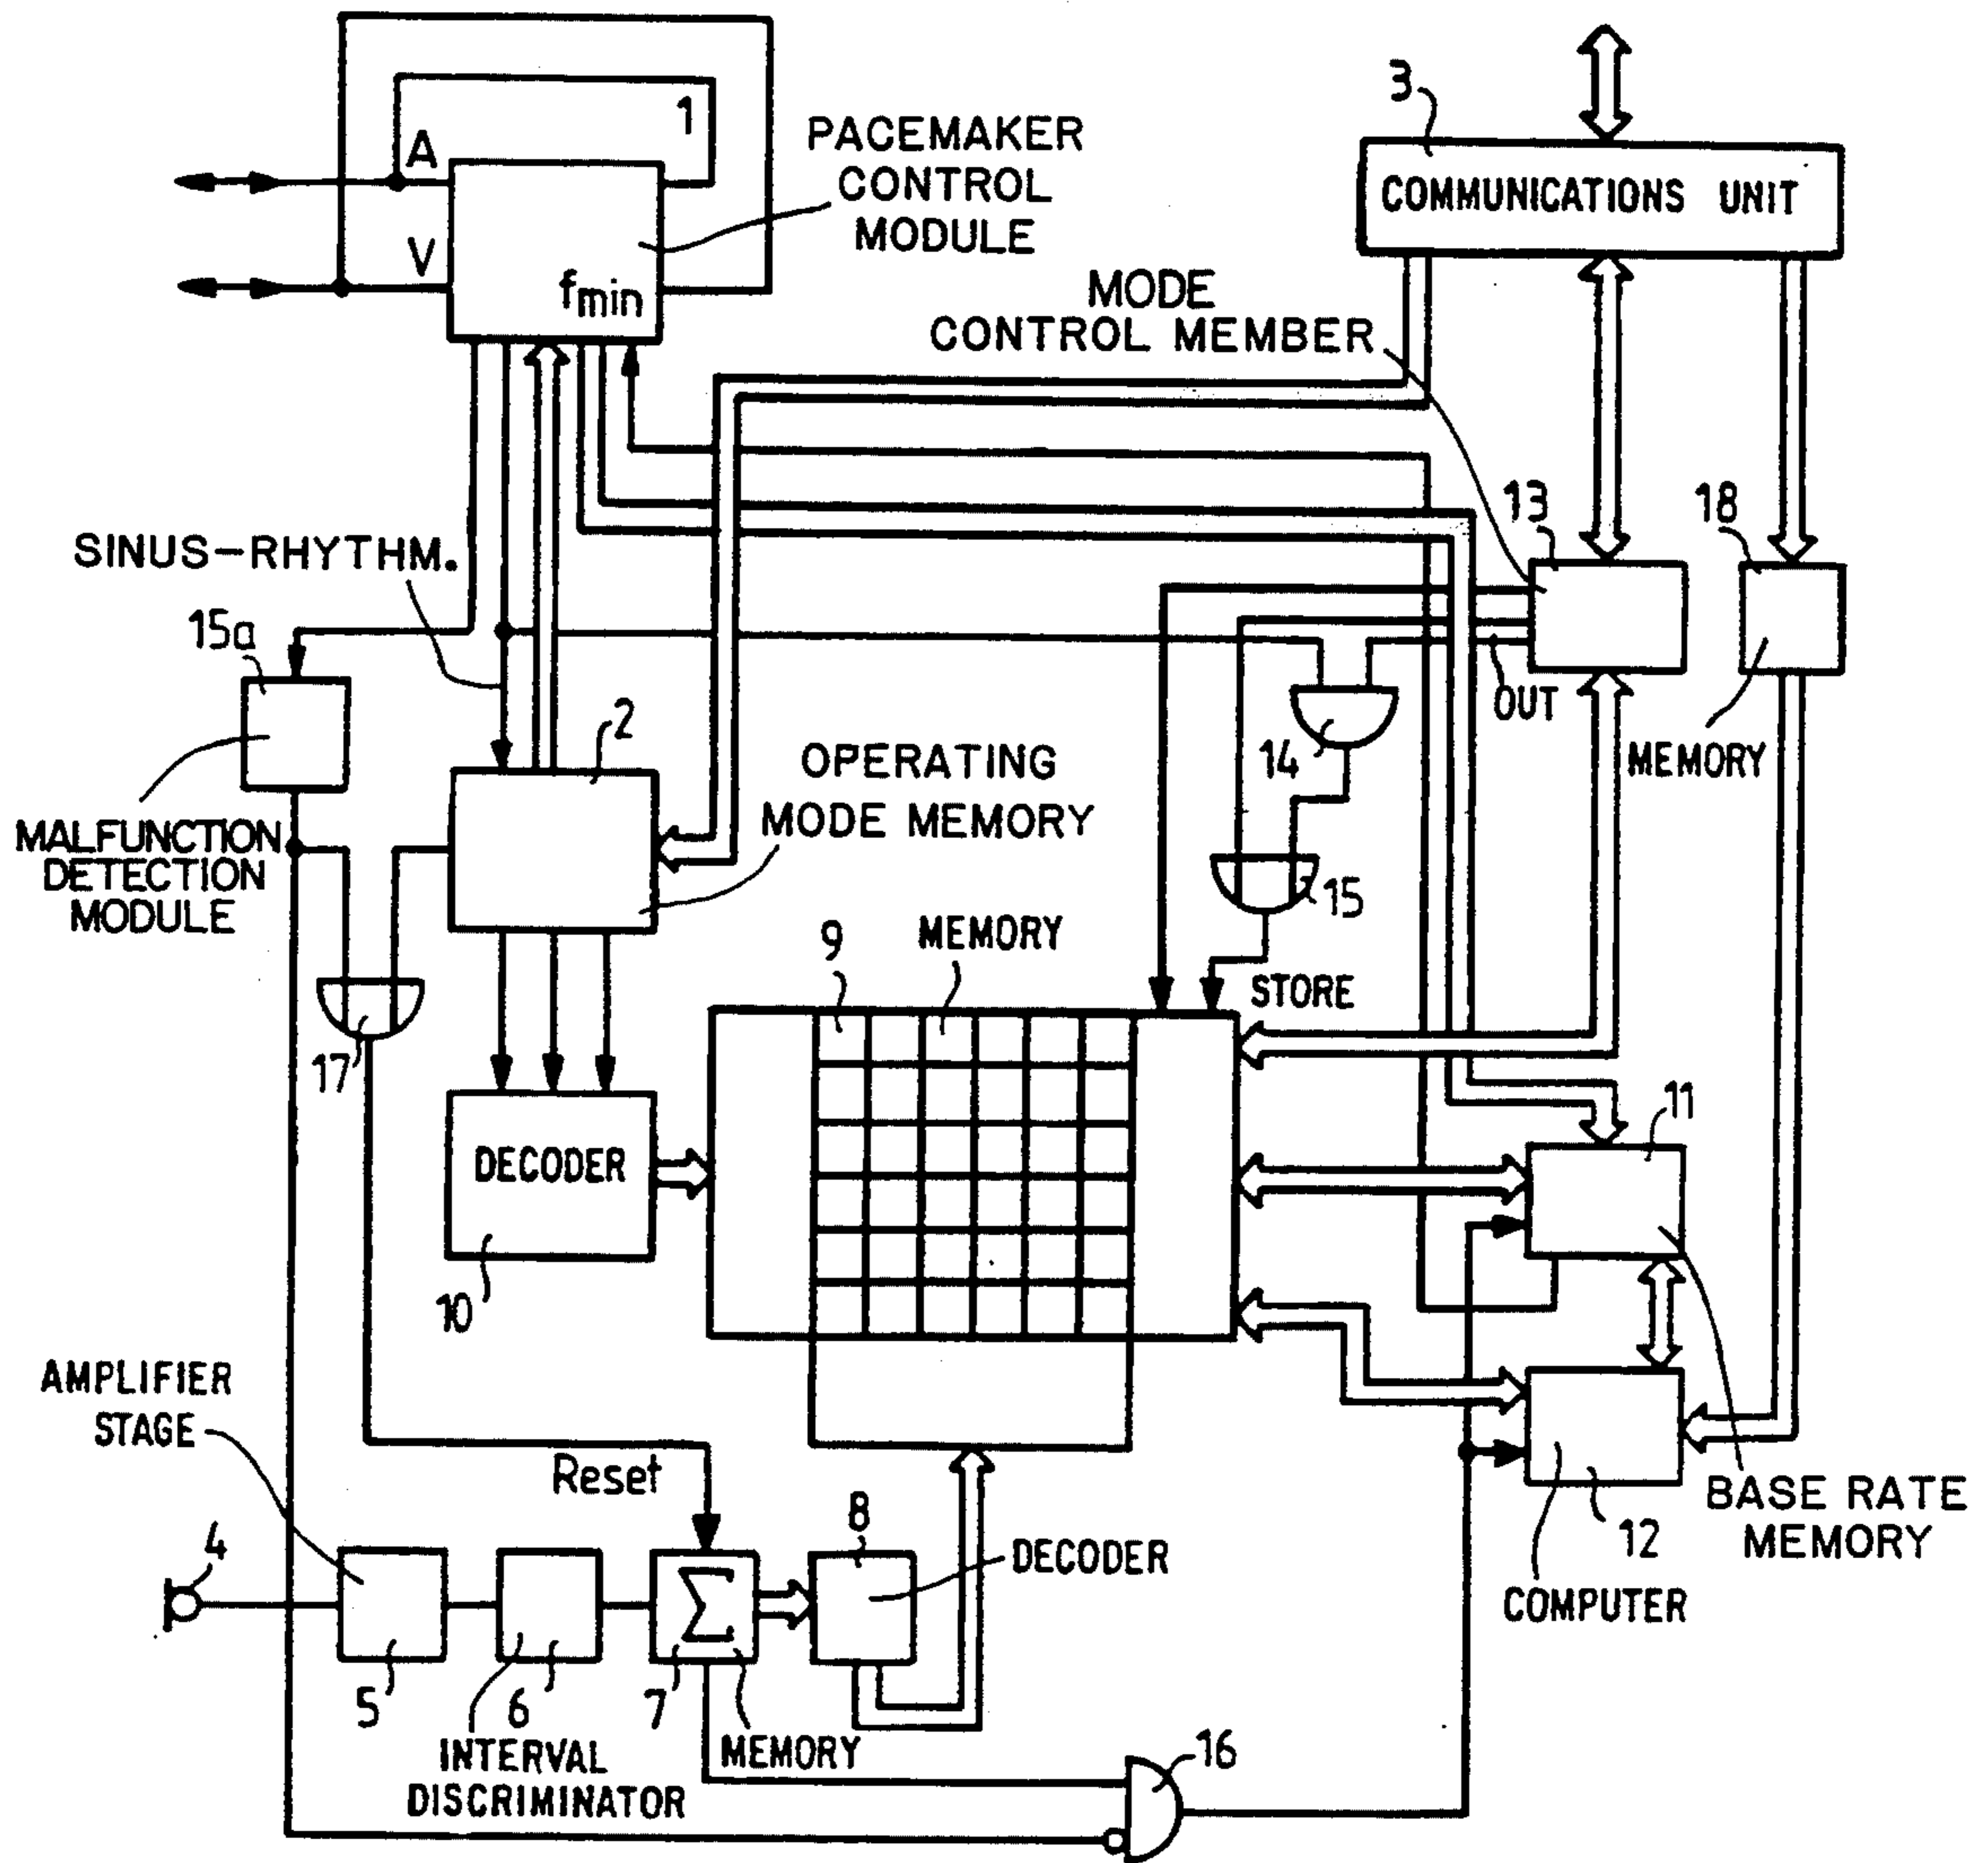 1
A
V
fmin
PACEMAKER
CONTROL
MODULE
3
COMMUNICATIONS UNIT
MODE
CONTROL MEMBER
13
18
SINUS-RHYTHM.
15a
OUT
14
MEMORY
2
OPERATING
MODE MEMORY
MALFUNCTION
DETECTION
MODULE
15
9
MEMORY
STORE
17
11
DECODER
10
AMPLIFIER
STAGE
Reset
BASE RATE
MEMORY
12
COMPUTER
4
8
DECODER
Σ
5
6
7
MEMORY
INTERVAL
DISCRIMINATOR
16